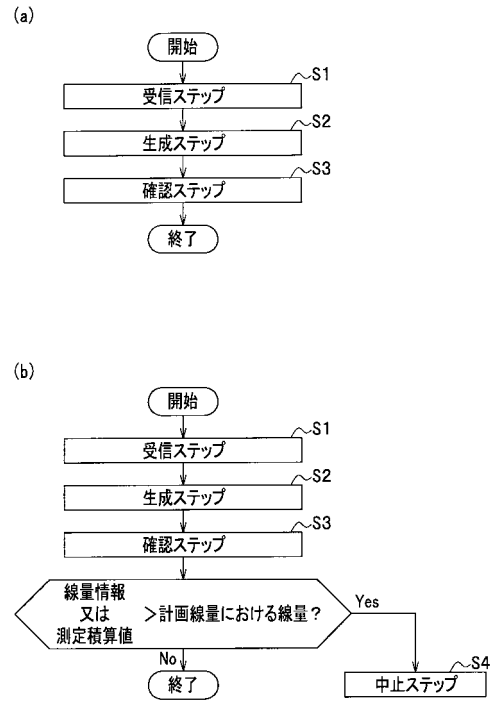 (a)
開始
S1
受信ステップ
S2
生成ステップ
S3
確認ステップ
終了
(b)
開始
S1
受信ステップ
S2
生成ステップ
S3
確認ステップ
線量情報
又は
測定積算値
>計画線量における線量?
Yes
No
S4
終了
中止ステップ